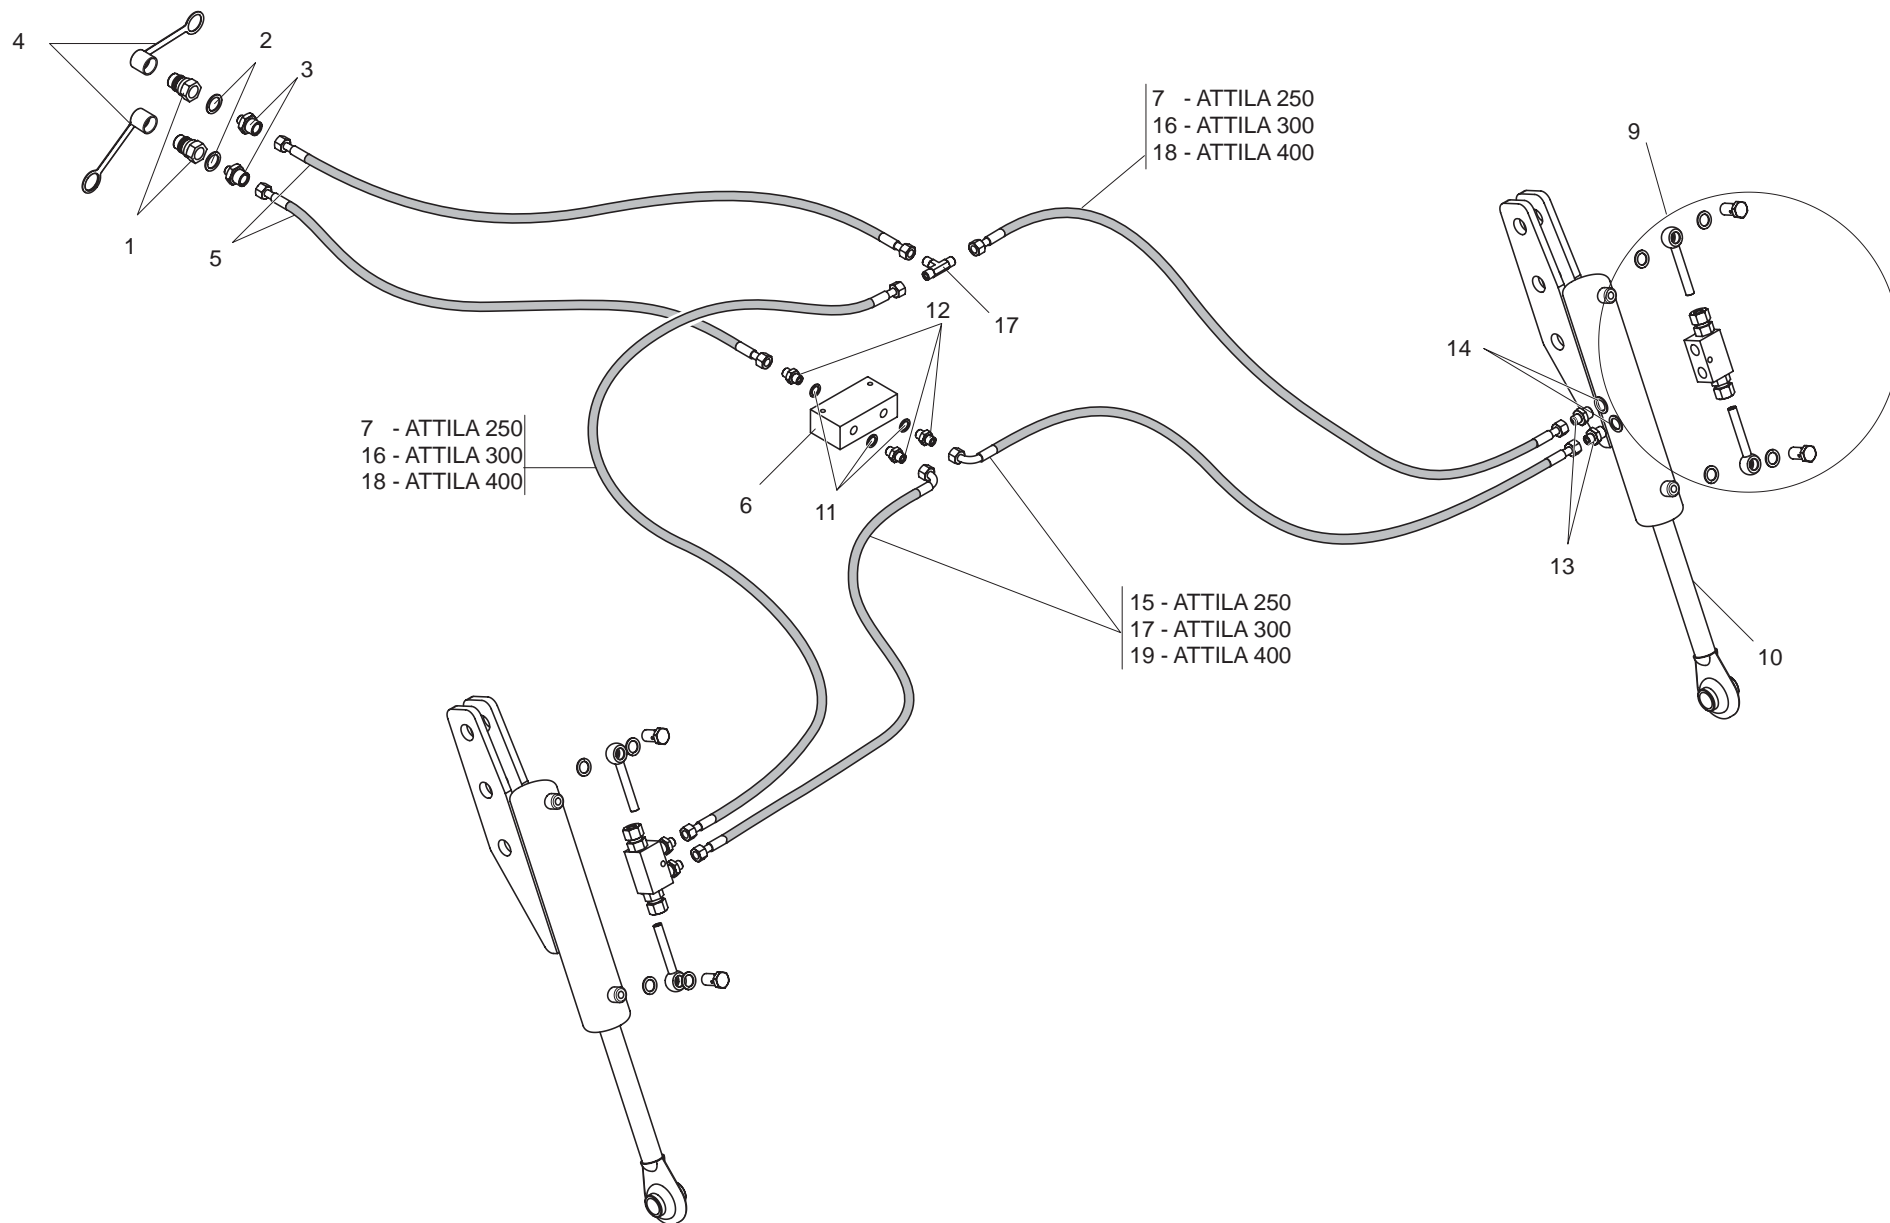 4
2
3
1
5
7 - ATTILA 250
16 - ATTILA 300
18 - ATTILA 400
9
12
17
14
7 - ATTILA 250
16 - ATTILA 300
18 - ATTILA 400
6
11
13
15 - ATTILA 250
17 - ATTILA 300
19 - ATTILA 400
10